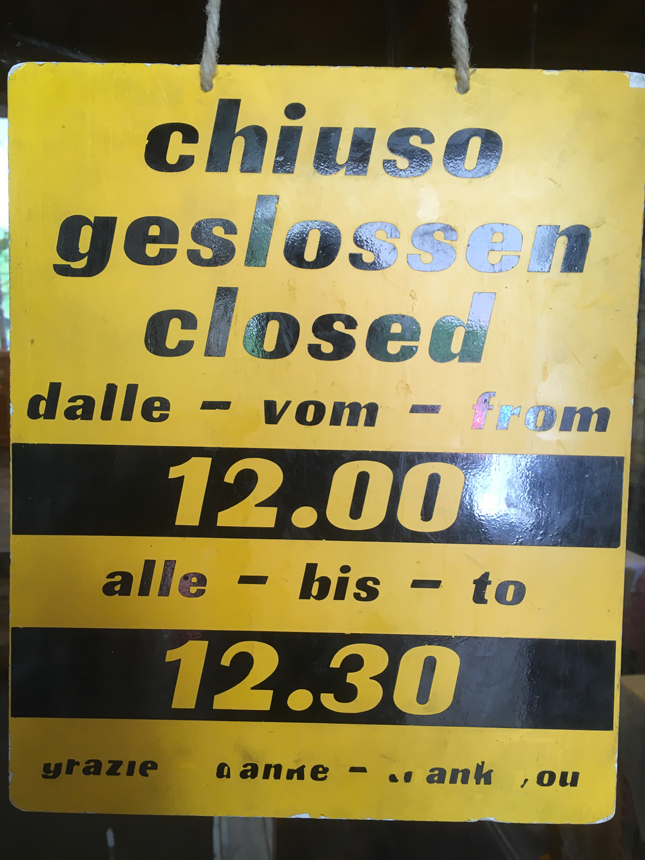 chiuso
geslossen
closed
dalle - vom - from
12.00
alle - bis - to
12.30
grazie danke - thank you